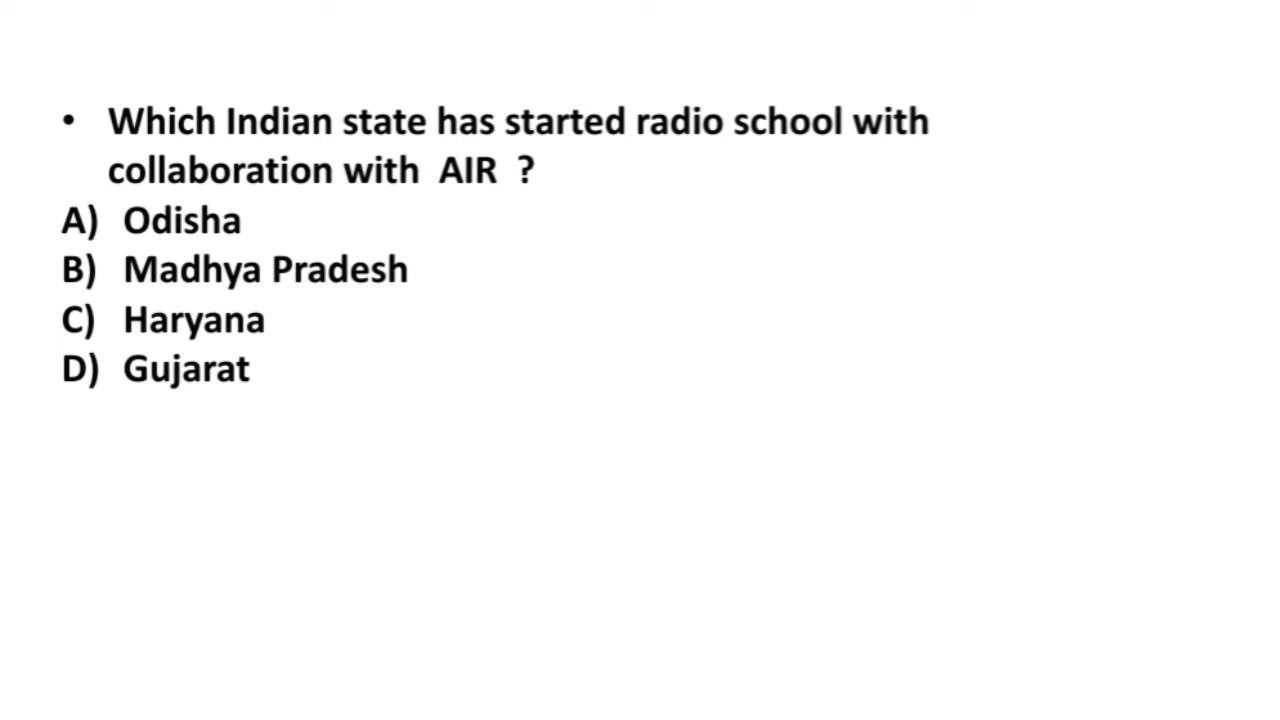 • Which Indian state has started radio school with
collaboration with AIR ?
A) Odisha
B) Madhya Pradesh
C) Haryana
D) Gujarat